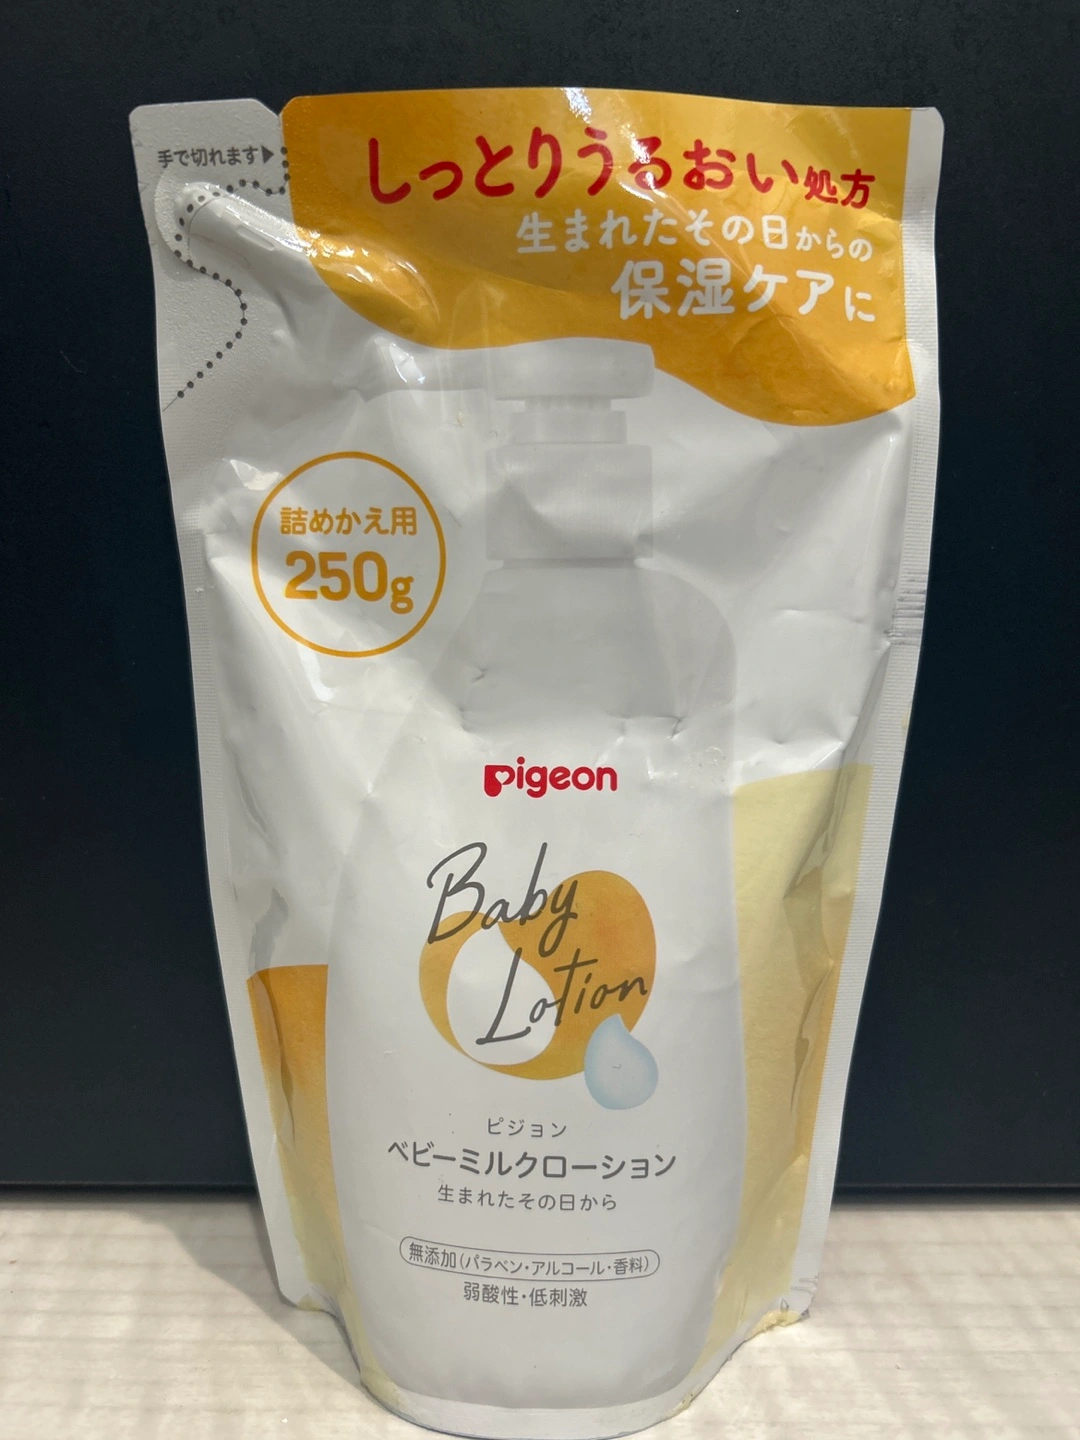 手で切れます▶
しっとりうるおい処方
生まれたその日からの
保湿ケアに
詰めかえ用
250g
pigeon
Baby
Lotion
ピジョン
ベビーミルクローション
生まれたその日から
無添加(パラベン・アルコール・香料)
弱酸性・低刺激